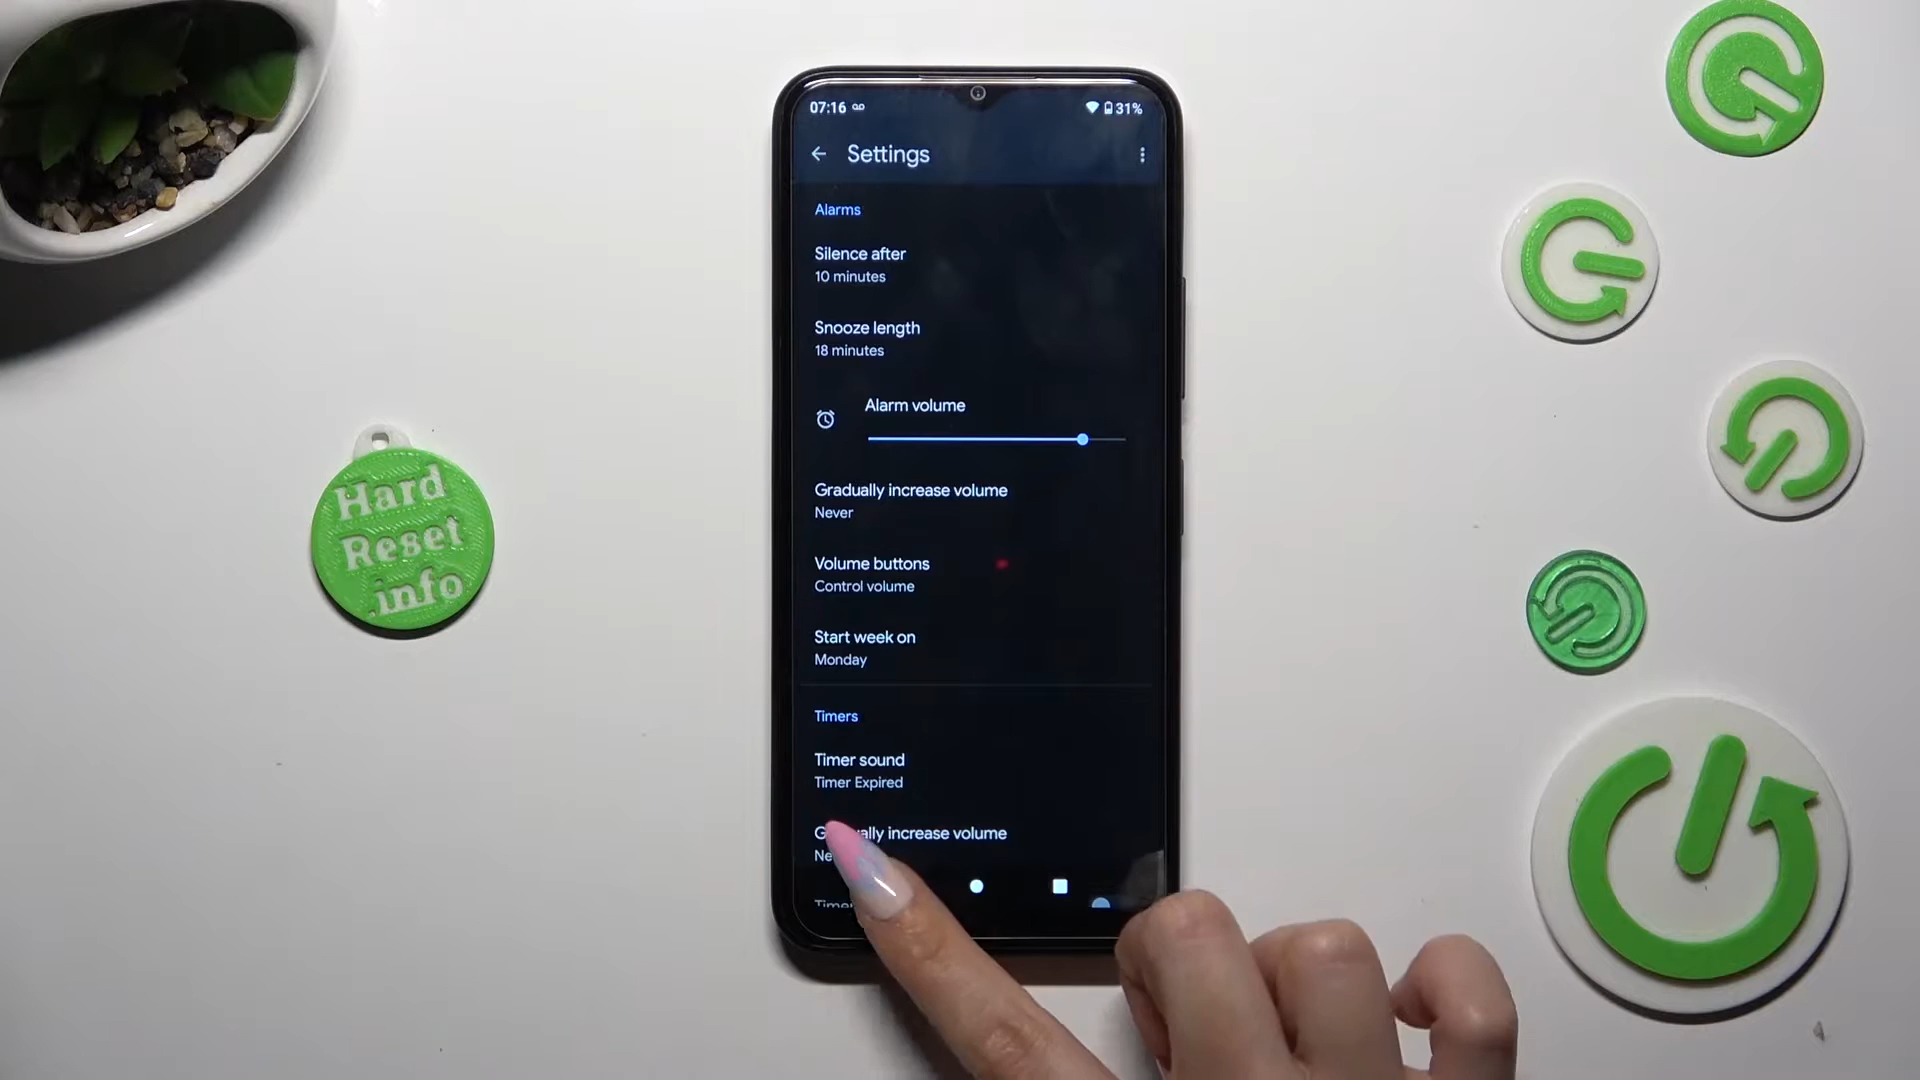 07:16
31%
Settings
Alarms
Silence after
10 minutes
Snooze length
18 minutes
Alarm volume
Gradually increase volume
Never
Volume buttons
Control volume
Start week on
Monday
Timers
Timer sound
Timer Expired
Gradually increase volume
Hard
Reset
.info